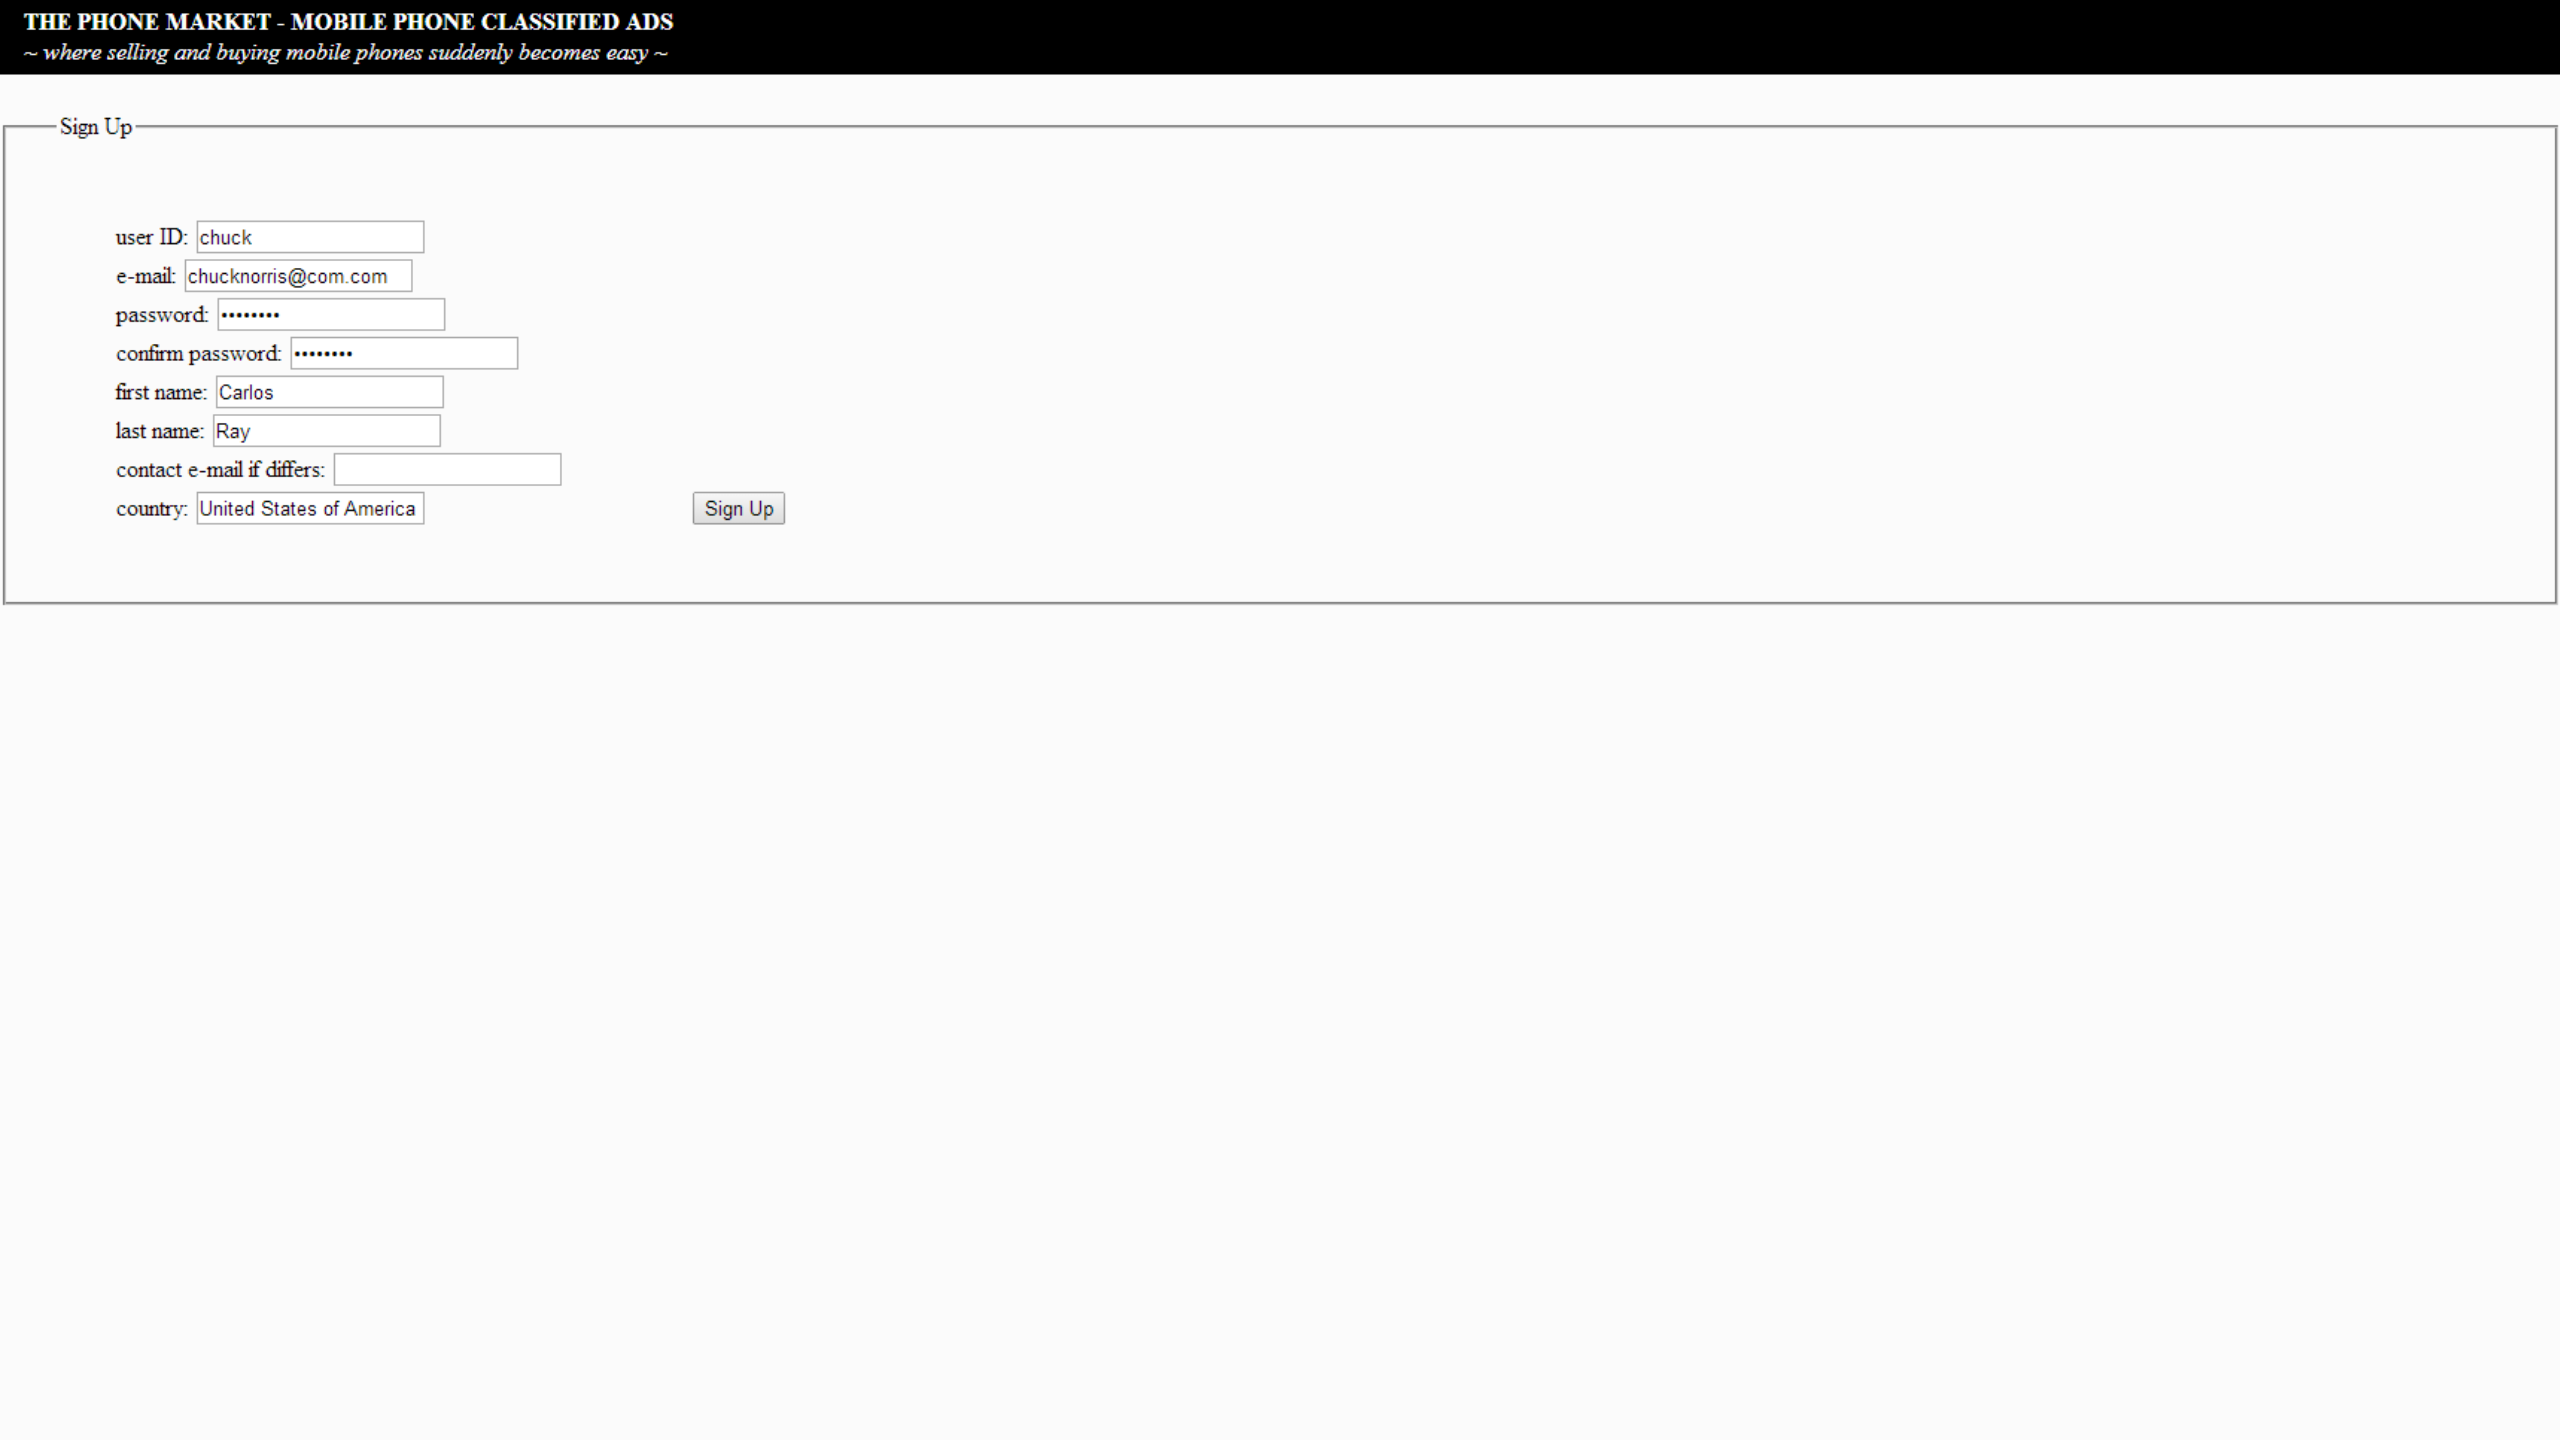 THE PHONE MARKET - MOBILE PHONE CLASSIFIED ADS
~ where selling and buying mobile phones suddenly becomes easy ~
Sign Up
user ID: chuck
e-mail: chucknorris@com.com
password: ••••••••
confirm password: ••••••••
first name: Carlos
last name: Ray
contact e-mail if differs:
country: United States of America Sign Up